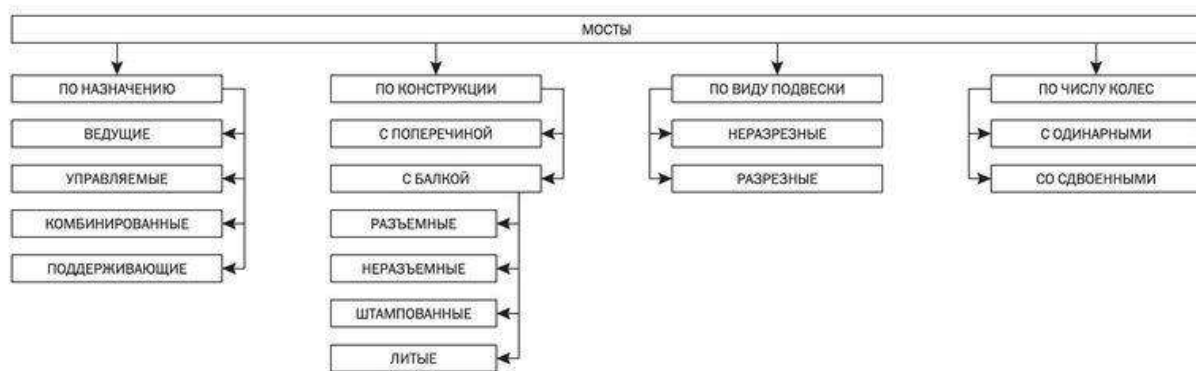 МОСТЫ
ПО НАЗНАЧЕНИЮ
ВЕДУЩИЕ
УПРАВЛЯЕМЫЕ
КОМБИНИРОВАННЫЕ
ПОДДЕРЖИВАЮЩИЕ
ПО КОНСТРУКЦИИ
С ПОПЕРЕЧИНОЙ
С БАЛКОЙ
РАЗЪЕМНЫЕ
НЕРАЗЪЕМНЫЕ
ШТАМПОВАННЫЕ
ЛИТЫЕ
ПО ВИДУ ПОДВЕСКИ
НЕРАЗРЕЗНЫЕ
РАЗРЕЗНЫЕ
ПО ЧИСЛУ КОЛЕС
С ОДИНАРНЫМИ
СО СДВОЕННЫМИ